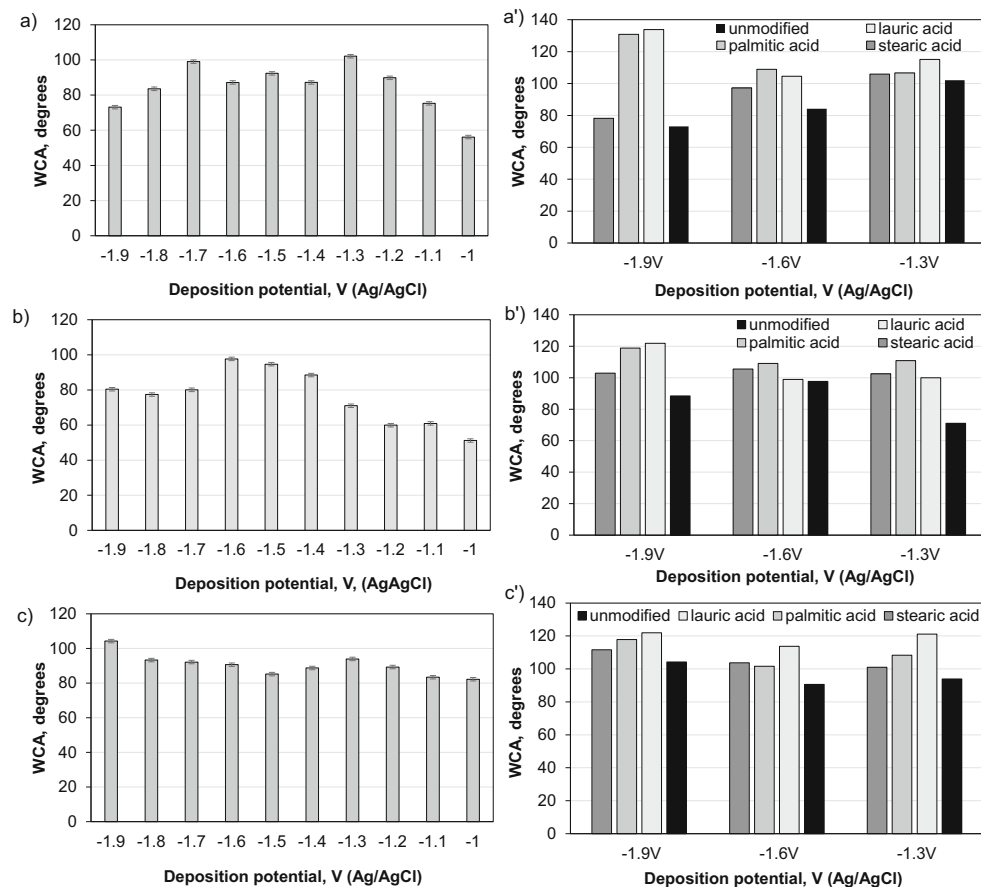 a)
120
100
80
60
40
20
0
WCA, degrees
-1.9 -1.8 -1.7 -1.6 -1.5 -1.4 -1.3 -1.2 -1.1 -1
Deposition potential, V (Ag/AgCl)
a')
unmodified lauric acid
palmitic acid stearic acid
140
120
100
80
60
40
20
0
WCA, degrees
-1.9V -1.6V -1.3V
Deposition potential, V (Ag/AgCl)
b)
120
100
80
60
40
20
0
WCA, degrees
-1.9 -1.8 -1.7 -1.6 -1.5 -1.4 -1.3 -1.2 -1.1 -1
Deposition potential, V, (AgAgCl)
b')
unmodified lauric acid
palmitic acid stearic acid
140
120
100
80
60
40
20
0
WCA, degrees
-1.9V -1.6V -1.3V
Deposition potential, V (Ag/AgCl)
c)
120
100
80
60
40
20
0
WCA, degrees
-1.9 -1.8 -1.7 -1.6 -1.5 -1.4 -1.3 -1.2 -1.1 -1
Deposition potential, V (Ag/AgCl)
c')
unmodified lauric acid palmitic acid stearic acid
140
120
100
80
60
40
20
0
WCA, degrees
-1.9V -1.6V -1.3V
Deposition potential, V (Ag/AgCl)